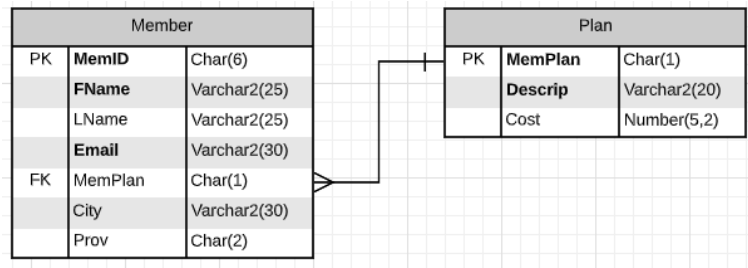 Member
PK MemID Char(6)
FName Varchar2(25)
LName Varchar2(25)
Email Varchar2(30)
FK MemPlan Char(1)
City Varchar2(30)
Prov Char(2)
Plan
PK MemPlan Char(1)
Descrip Varchar2(20)
Cost Number(5,2)